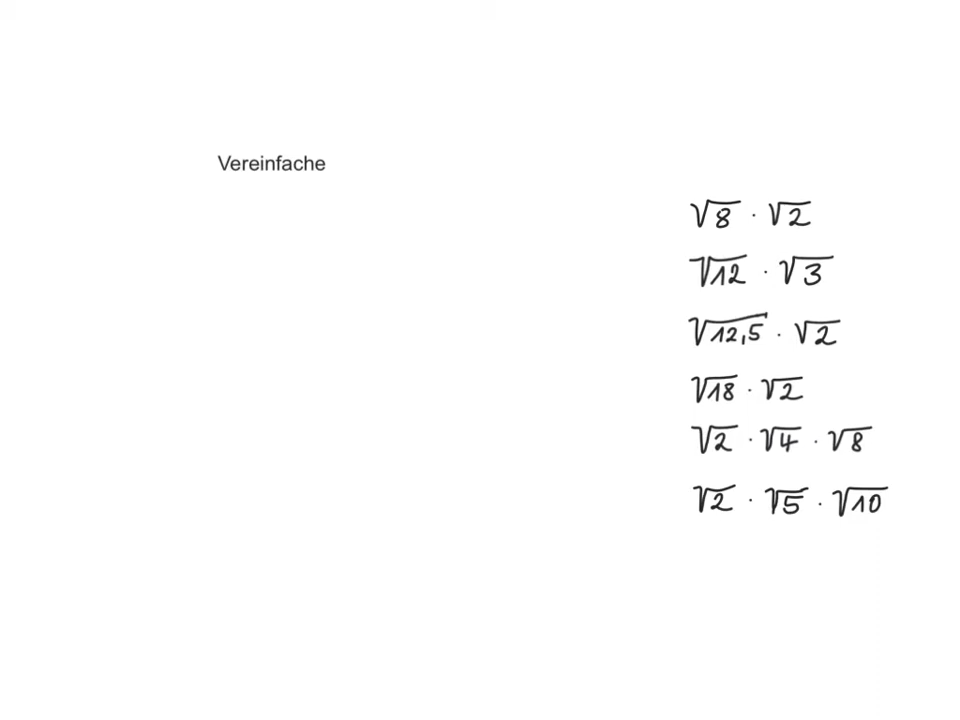 Vereinfache
√8 · √2
√12 · √3
√12,5 · √2
√18 · √2
√2 · √4 · √8
√2 · √5 · √10